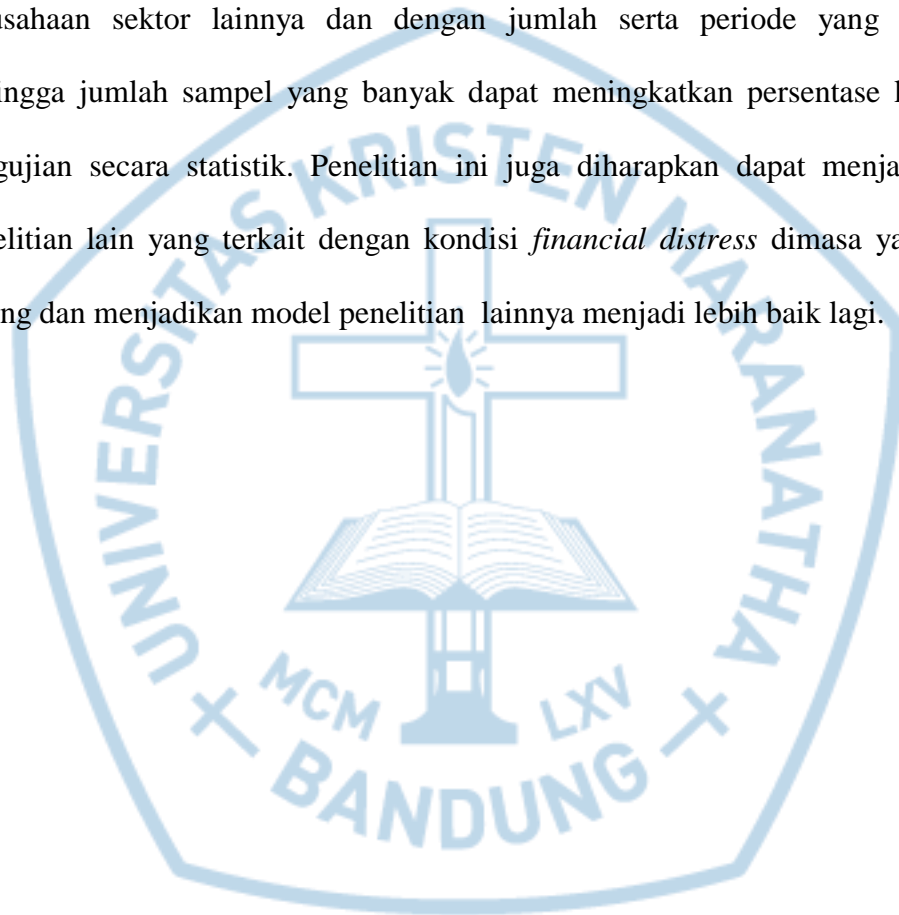 usahaan sektor lainnya dan dengan jumlah serta periode yang
ingga jumlah sampel yang banyak dapat meningkatkan persentase
gujian secara statistik. Penelitian ini juga diharapkan dapat menja
elitian lain yang terkait dengan kondisi financial distress dimasa ya
ng dan menjadikan model penelitian lainnya menjadi lebih baik lagi.
UNIVERSITAS KRISTEN MARANATHA
MCM LXV
BANDUNG